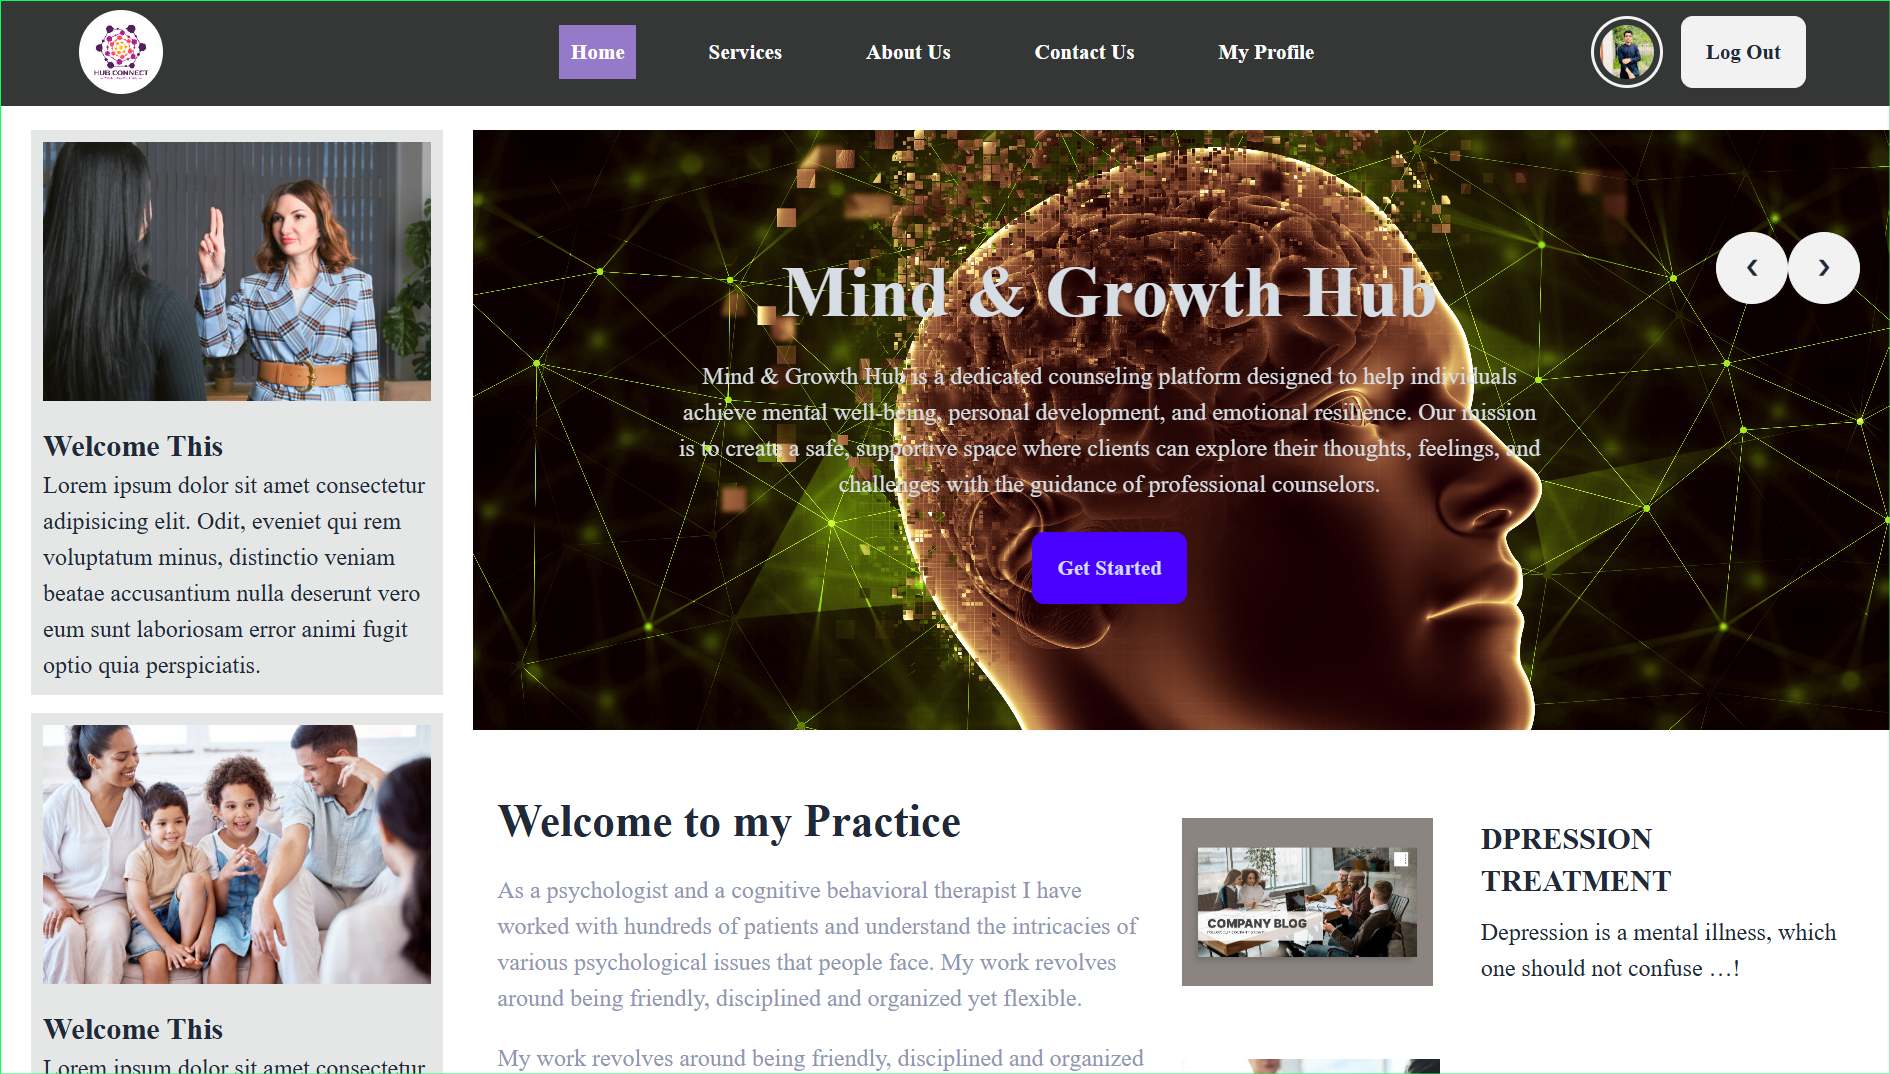 HUB CONNECT
Home
Services
About Us
Contact Us
My Profile
Log Out
Welcome This
Lorem ipsum dolor sit amet consectetur
adipisicing elit. Odit, eveniet qui rem
voluptatum minus, distinctio veniam
beatae accusantium nulla deserunt vero
eum sunt laboriosam error animi fugit
optio quia perspiciatis.
Welcome This
Lorem ipsum dolor sit amet consectetur
Mind & Growth Hub
Mind & Growth Hub is a dedicated counseling platform designed to help individuals
achieve mental well-being, personal development, and emotional resilience. Our mission
is to create a safe, supportive space where clients can explore their thoughts, feelings, and
challenges with the guidance of professional counselors.
Get Started
Welcome to my Practice
As a psychologist and a cognitive behavioral therapist I have
worked with hundreds of patients and understand the intricacies of
various psychological issues that people face. My work revolves
around being friendly, disciplined and organized yet flexible.
My work revolves around being friendly, disciplined and organized
COMPANY BLOG
DPRESSION
TREATMENT
Depression is a mental illness, which
one should not confuse …!